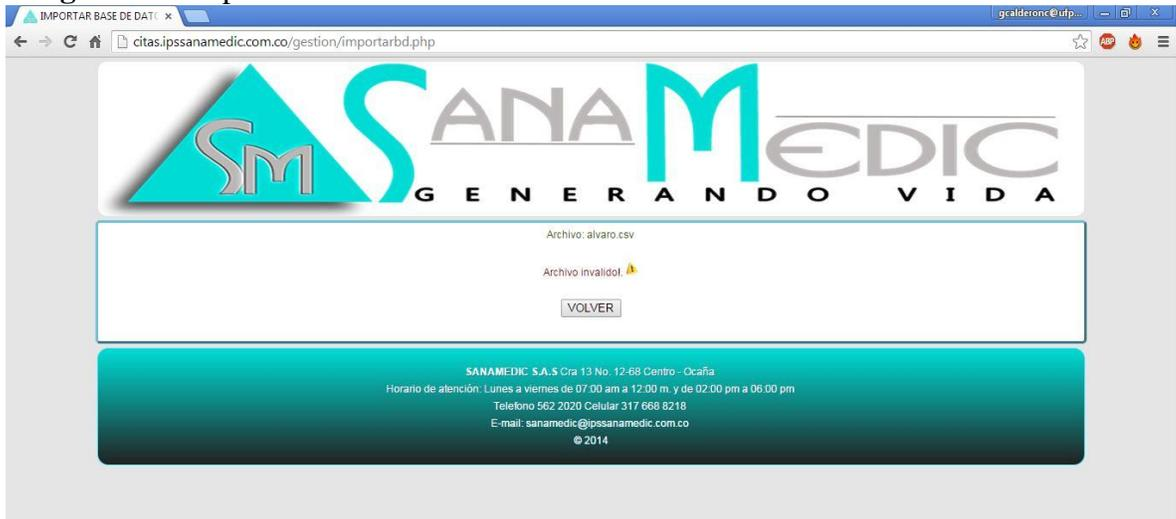 IMPORTAR BASE DE DATO
gcalderonc@ufp...
citas.ipssanamedic.com.co/gestion/importarbd.php
ABP
SM SANAMEDIC
GENERANDO VIDA
Archivo: alvaro.csv
Archivo invalido!.
VOLVER
SANAMEDIC S.A.S Cra 13 No. 12-68 Centro - Ocaña
Horario de atención: Lunes a viernes de 07:00 am a 12:00 m. y de 02:00 pm a 06:00 pm
Telefono 562 2020 Celular 317 668 8218
E-mail: sanamedic@ipssanamedic.com.co
© 2014